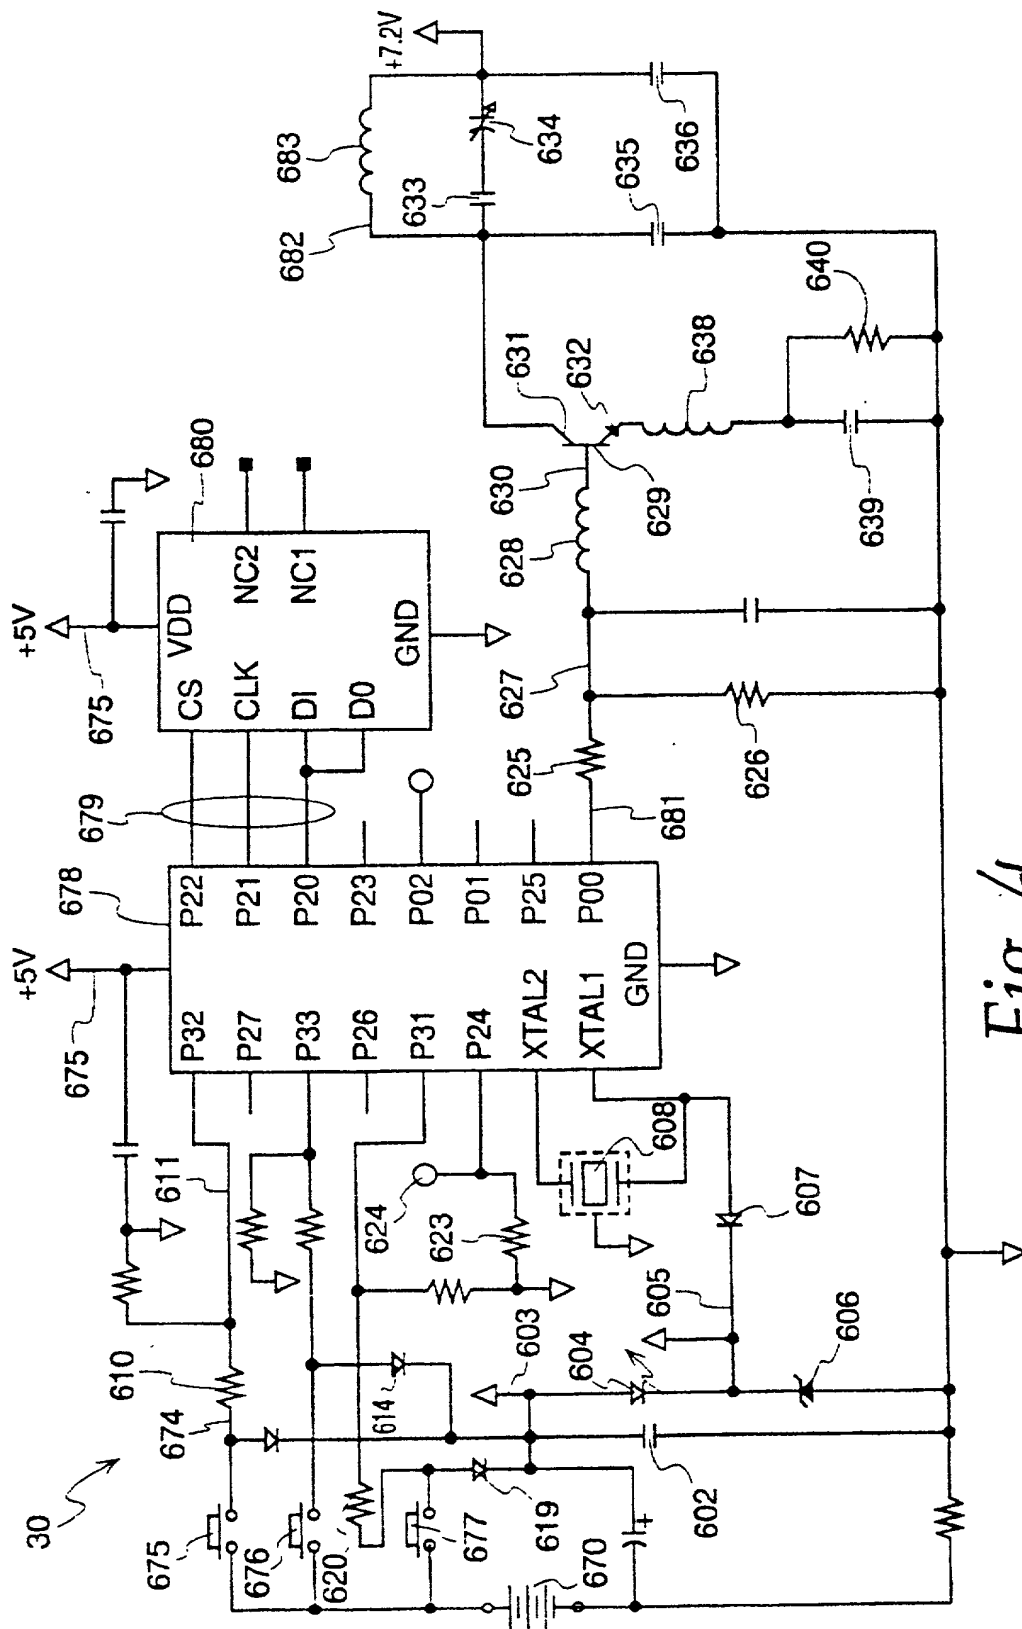 30
675
676
620
677
619
670
674
610
611
614
603
604
602
605
606
607
608
624
623
675
+5V
678
P32
P27
P33
P26
P31
P24
XTAL2
XTAL1
GND
P22
P21
P20
P23
P02
P01
P25
P00
679
681
675
+5V
680
VDD
CS
CLK
DI
D0
NC2
NC1
GND
625
626
627
628
629
630
631
632
638
639
640
682
683
633
634
635
636
+7.2V
Fig. 4